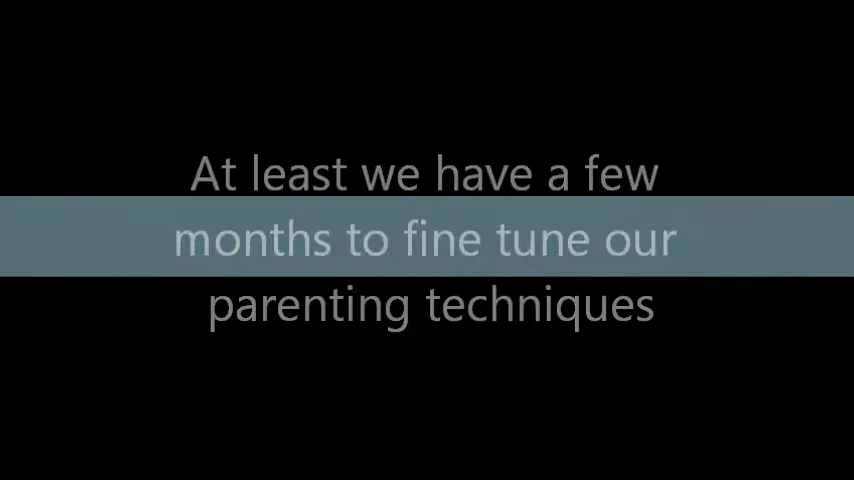 At least we have a few
months to fine tune our
parenting techniques